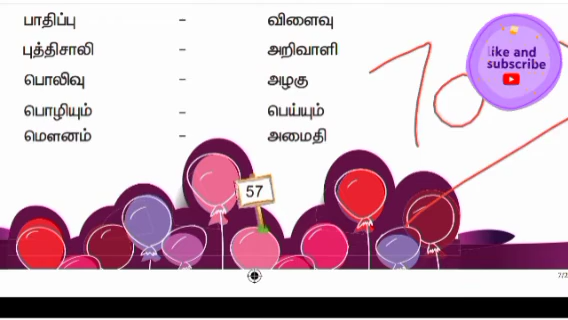 பாதிப்பு - விளைவு
புத்திசாலி - அறிவாளி
பொலிவு - அழகு
பொழியும் - பெய்யும்
மௌனம் - அமைதி
like and
subscribe
57